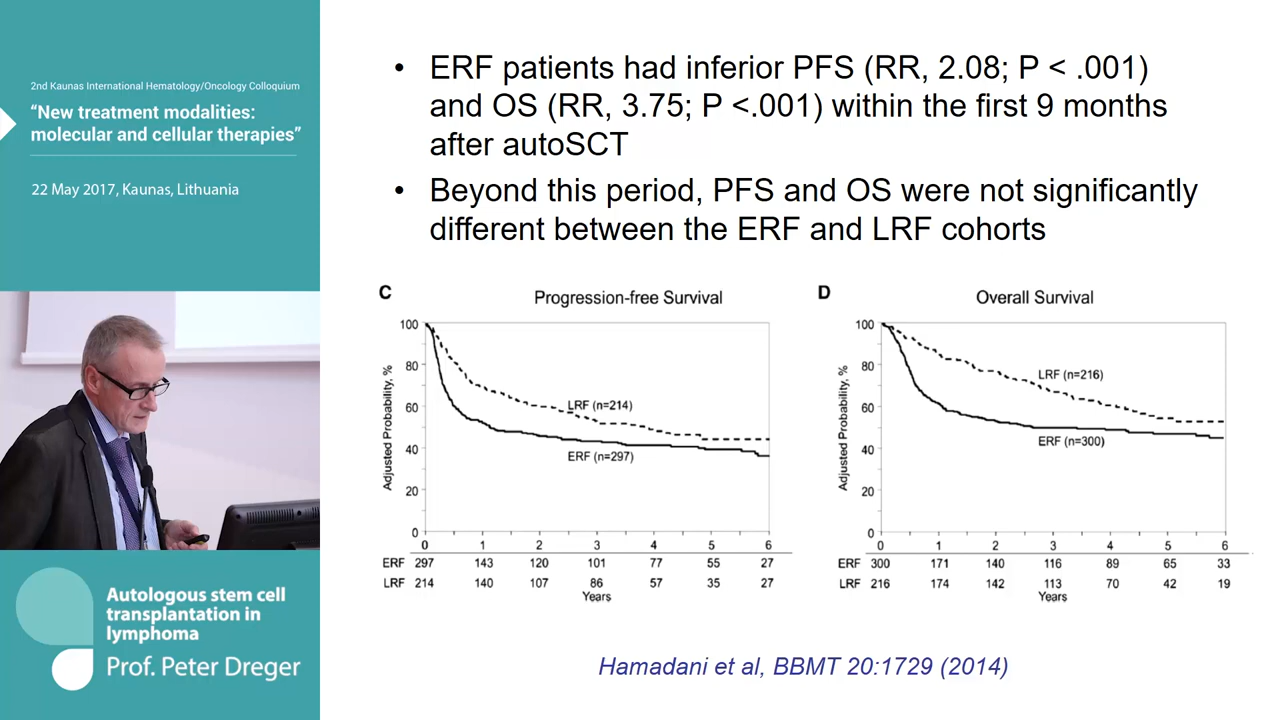 2nd Kaunas International Hematology/Oncology Colloquium
“New treatment modalities:
molecular and cellular therapies”
22 May 2017, Kaunas, Lithuania
Autologous stem cell
transplantation in
lymphoma
Prof. Peter Dreger
• ERF patients had inferior PFS (RR, 2.08; P < .001)
and OS (RR, 3.75; P <.001) within the first 9 months
after autoSCT
• Beyond this period, PFS and OS were not significantly
different between the ERF and LRF cohorts
C
Progression-free Survival
Adjusted Probability, %
100
80
60
40
20
0
LRF (n=214)
ERF (n=297)
0 1 2 3 4 5 6
ERF 297 143 120 101 77 55 27
LRF 214 140 107 86 57 35 27
Years
D
Overall Survival
Adjusted Probability, %
100
80
60
40
20
0
LRF (n=216)
ERF (n=300)
0 1 2 3 4 5 6
ERF 300 171 140 116 89 65 33
LRF 216 174 142 113 70 42 19
Years
Hamadani et al, BBMT 20:1729 (2014)